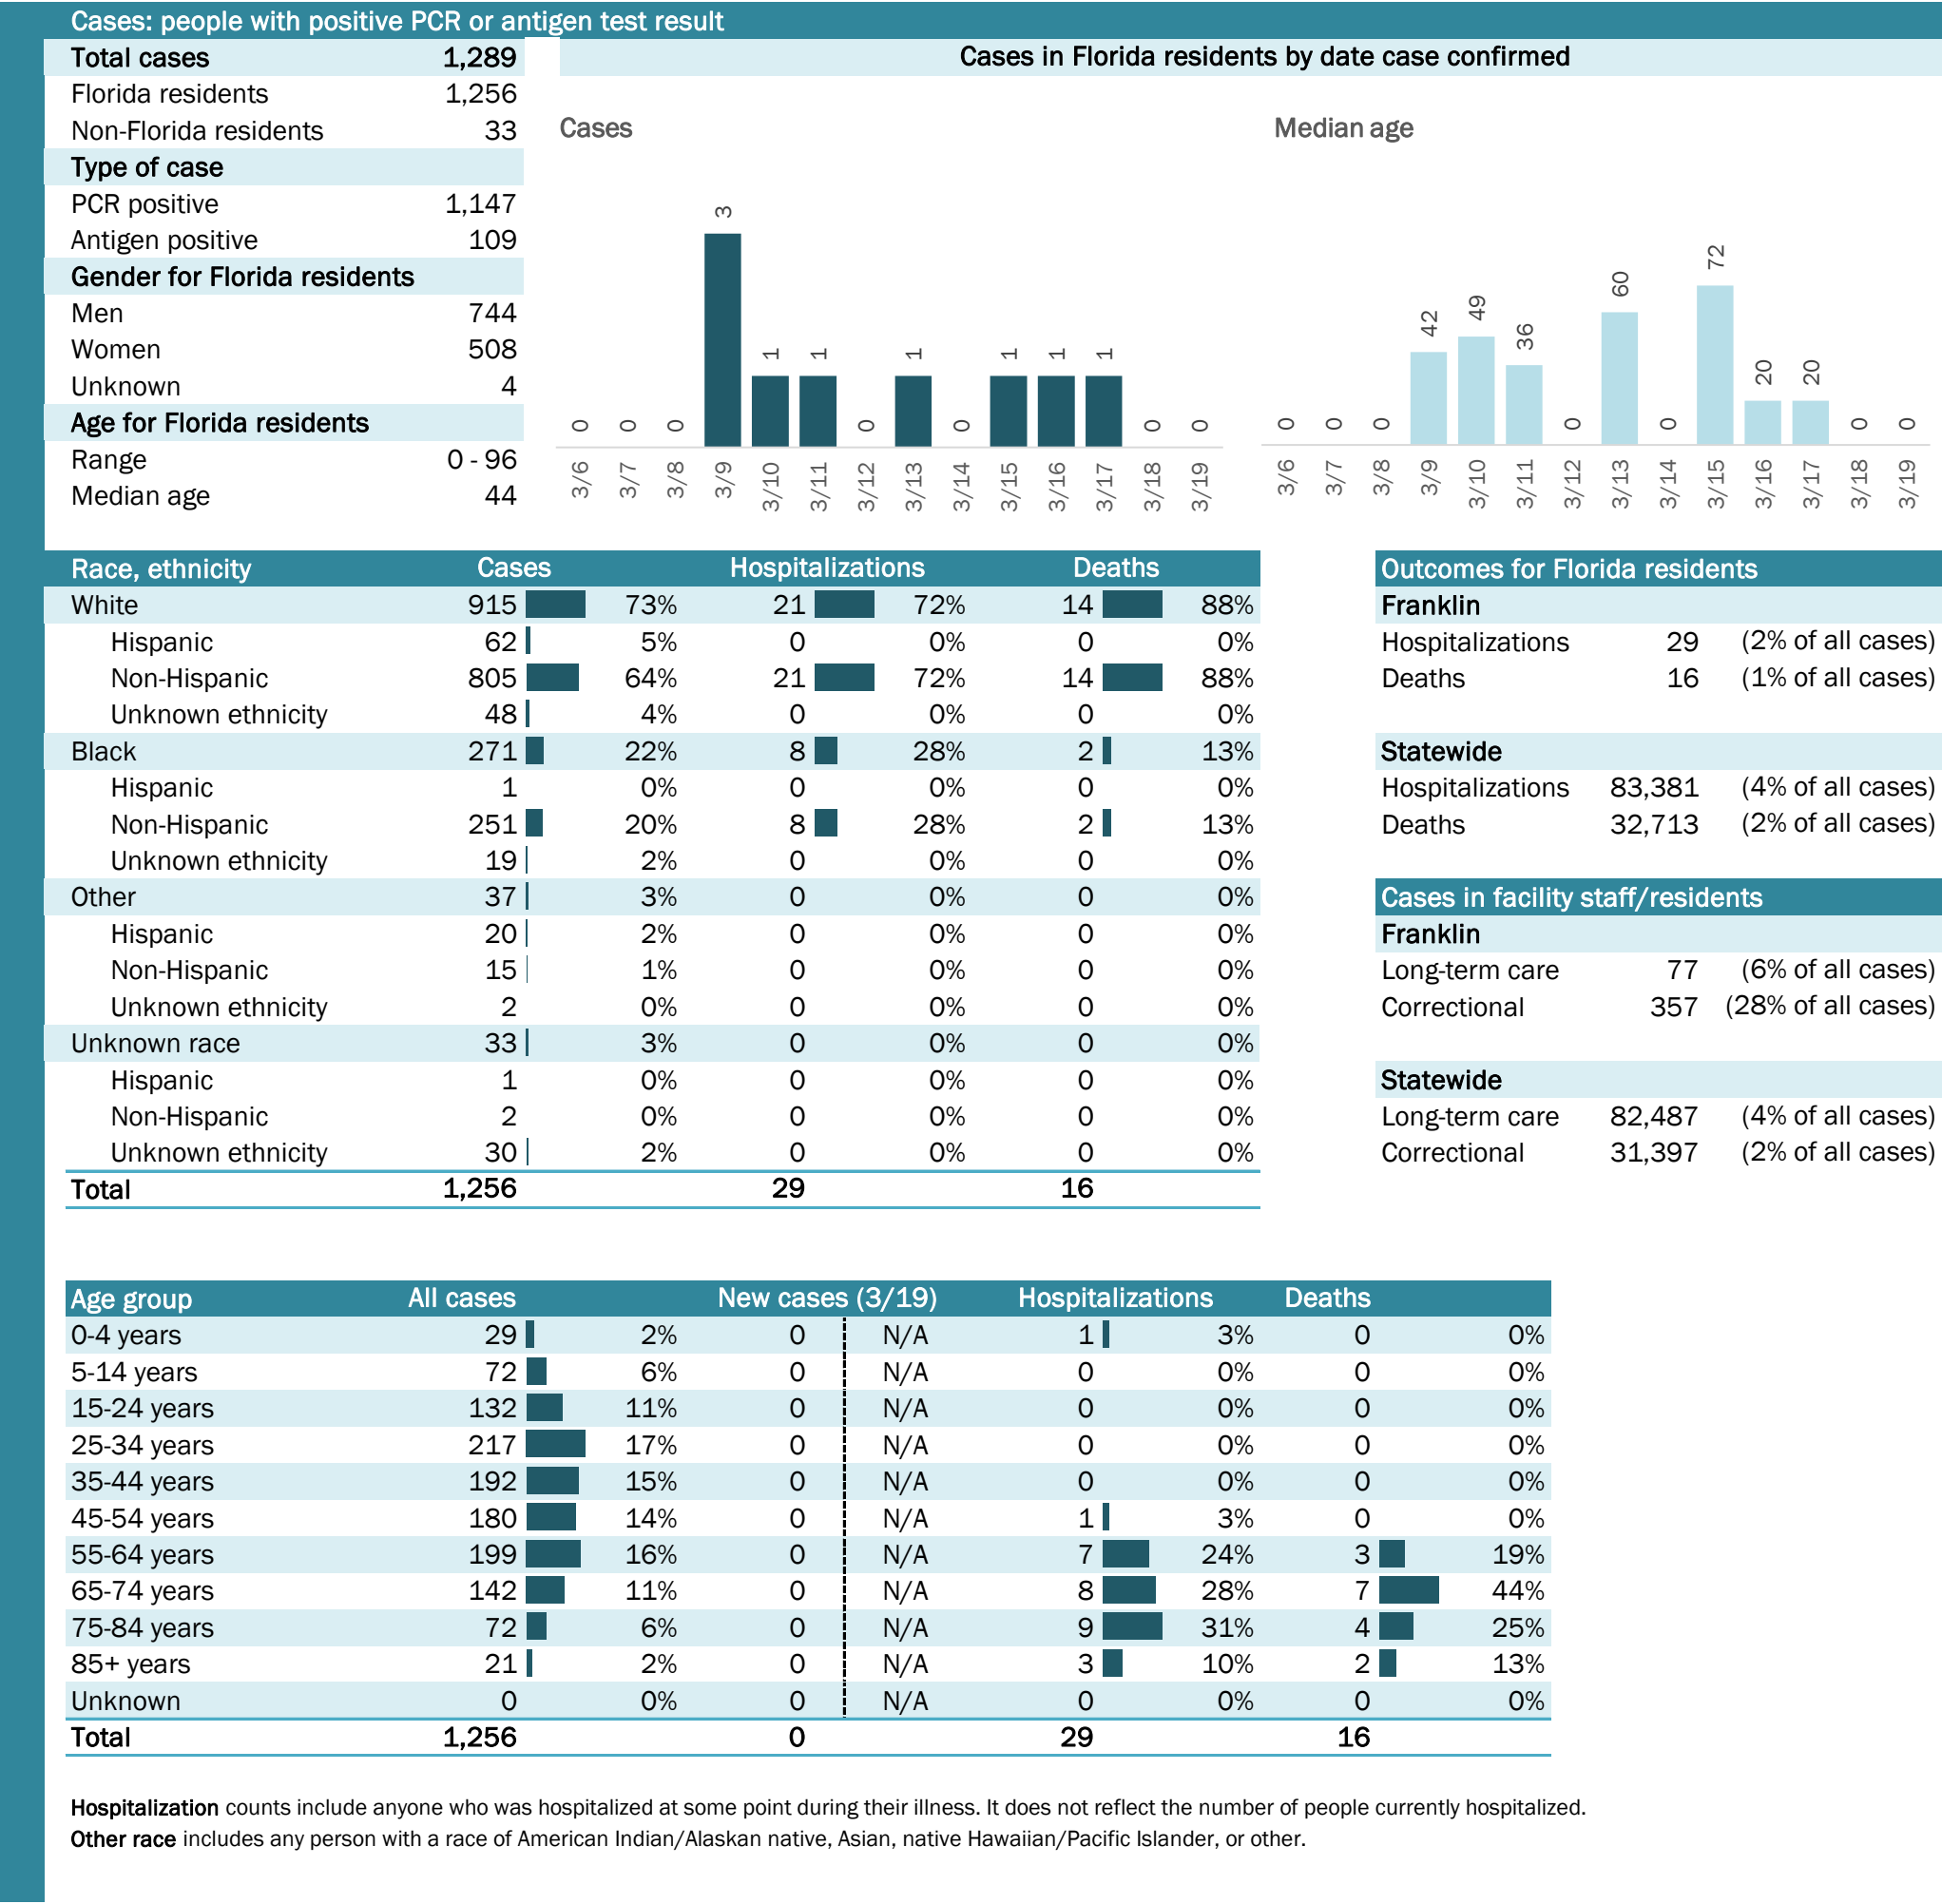 Cases: people with positive PCR or antigen test result
Total cases 1,289
Florida residents 1,256
Non-Florida residents 33
Type of case
PCR positive 1,147
Antigen positive 109
Gender for Florida residents
Men 744
Women 508
Unknown 4
Age for Florida residents
Range 0 - 96
Median age 44
Cases in Florida residents by date case confirmed
Cases
0 0 0 3 1 1 0 1 0 1 1 1 0 0
3/6 3/7 3/8 3/9 3/10 3/11 3/12 3/13 3/14 3/15 3/16 3/17 3/18 3/19
Median age
0 0 0 42 49 36 0 60 0 72 20 20 0 0
3/6 3/7 3/8 3/9 3/10 3/11 3/12 3/13 3/14 3/15 3/16 3/17 3/18 3/19
Race, ethnicity Cases Hospitalizations Deaths
White 915 73% 21 72% 14 88%
Hispanic 62 5% 0 0% 0 0%
Non-Hispanic 805 64% 21 72% 14 88%
Unknown ethnicity 48 4% 0 0% 0 0%
Black 271 22% 8 28% 2 13%
Hispanic 1 0% 0 0% 0 0%
Non-Hispanic 251 20% 8 28% 2 13%
Unknown ethnicity 19 2% 0 0% 0 0%
Other 37 3% 0 0% 0 0%
Hispanic 20 2% 0 0% 0 0%
Non-Hispanic 15 1% 0 0% 0 0%
Unknown ethnicity 2 0% 0 0% 0 0%
Unknown race 33 3% 0 0% 0 0%
Hispanic 1 0% 0 0% 0 0%
Non-Hispanic 2 0% 0 0% 0 0%
Unknown ethnicity 30 2% 0 0% 0 0%
Total 1,256 29 16
Outcomes for Florida residents
Franklin
Hospitalizations 29 (2% of all cases)
Deaths 16 (1% of all cases)
Statewide
Hospitalizations 83,381 (4% of all cases)
Deaths 32,713 (2% of all cases)
Cases in facility staff/residents
Franklin
Long-term care 77 (6% of all cases)
Correctional 357 (28% of all cases)
Statewide
Long-term care 82,487 (4% of all cases)
Correctional 31,397 (2% of all cases)
Age group All cases New cases (3/19) Hospitalizations Deaths
0-4 years 29 2% 0 N/A 1 3% 0 0%
5-14 years 72 6% 0 N/A 0 0% 0 0%
15-24 years 132 11% 0 N/A 0 0% 0 0%
25-34 years 217 17% 0 N/A 0 0% 0 0%
35-44 years 192 15% 0 N/A 0 0% 0 0%
45-54 years 180 14% 0 N/A 1 3% 0 0%
55-64 years 199 16% 0 N/A 7 24% 3 19%
65-74 years 142 11% 0 N/A 8 28% 7 44%
75-84 years 72 6% 0 N/A 9 31% 4 25%
85+ years 21 2% 0 N/A 3 10% 2 13%
Unknown 0 0% 0 N/A 0 0% 0 0%
Total 1,256 0 29 16
Hospitalization counts include anyone who was hospitalized at some point during their illness. It does not reflect the number of people currently hospitalized.
Other race includes any person with a race of American Indian/Alaskan native, Asian, native Hawaiian/Pacific Islander, or other.